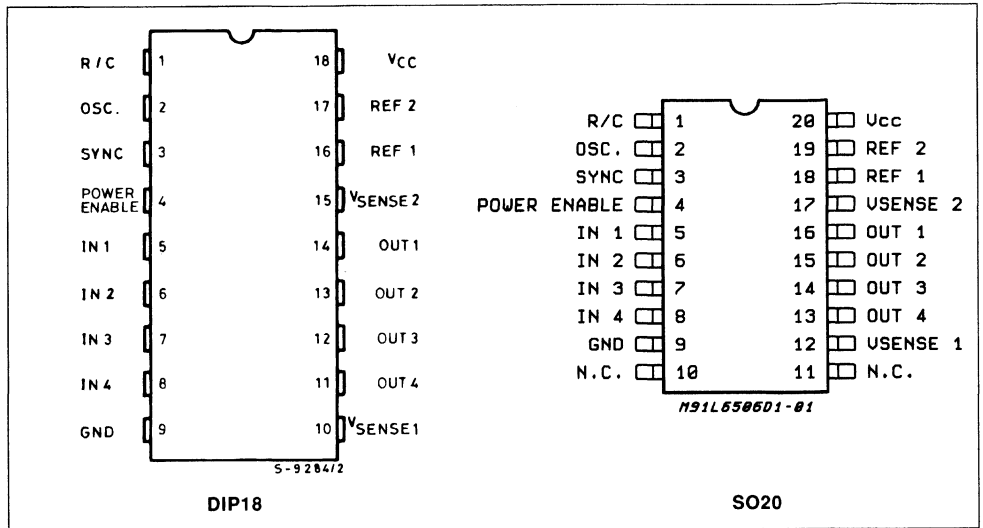 R/C 1 18 VCC
OSC. 2 17 REF 2
SYNC 3 16 REF 1
POWER
ENABLE 4 15 VSENSE 2
IN 1 5 14 OUT 1
IN 2 6 13 OUT 2
IN 3 7 12 OUT 3
IN 4 8 11 OUT 4
GND 9 10 VSENSE1
S-9284/2
DIP18
R/C 1 20 Vcc
OSC. 2 19 REF 2
SYNC 3 18 REF 1
POWER ENABLE 4 17 VSENSE 2
IN 1 5 16 OUT 1
IN 2 6 15 OUT 2
IN 3 7 14 OUT 3
IN 4 8 13 OUT 4
GND 9 12 VSENSE 1
N.C. 10 11 N.C.
M91L6506D1-01
SO20